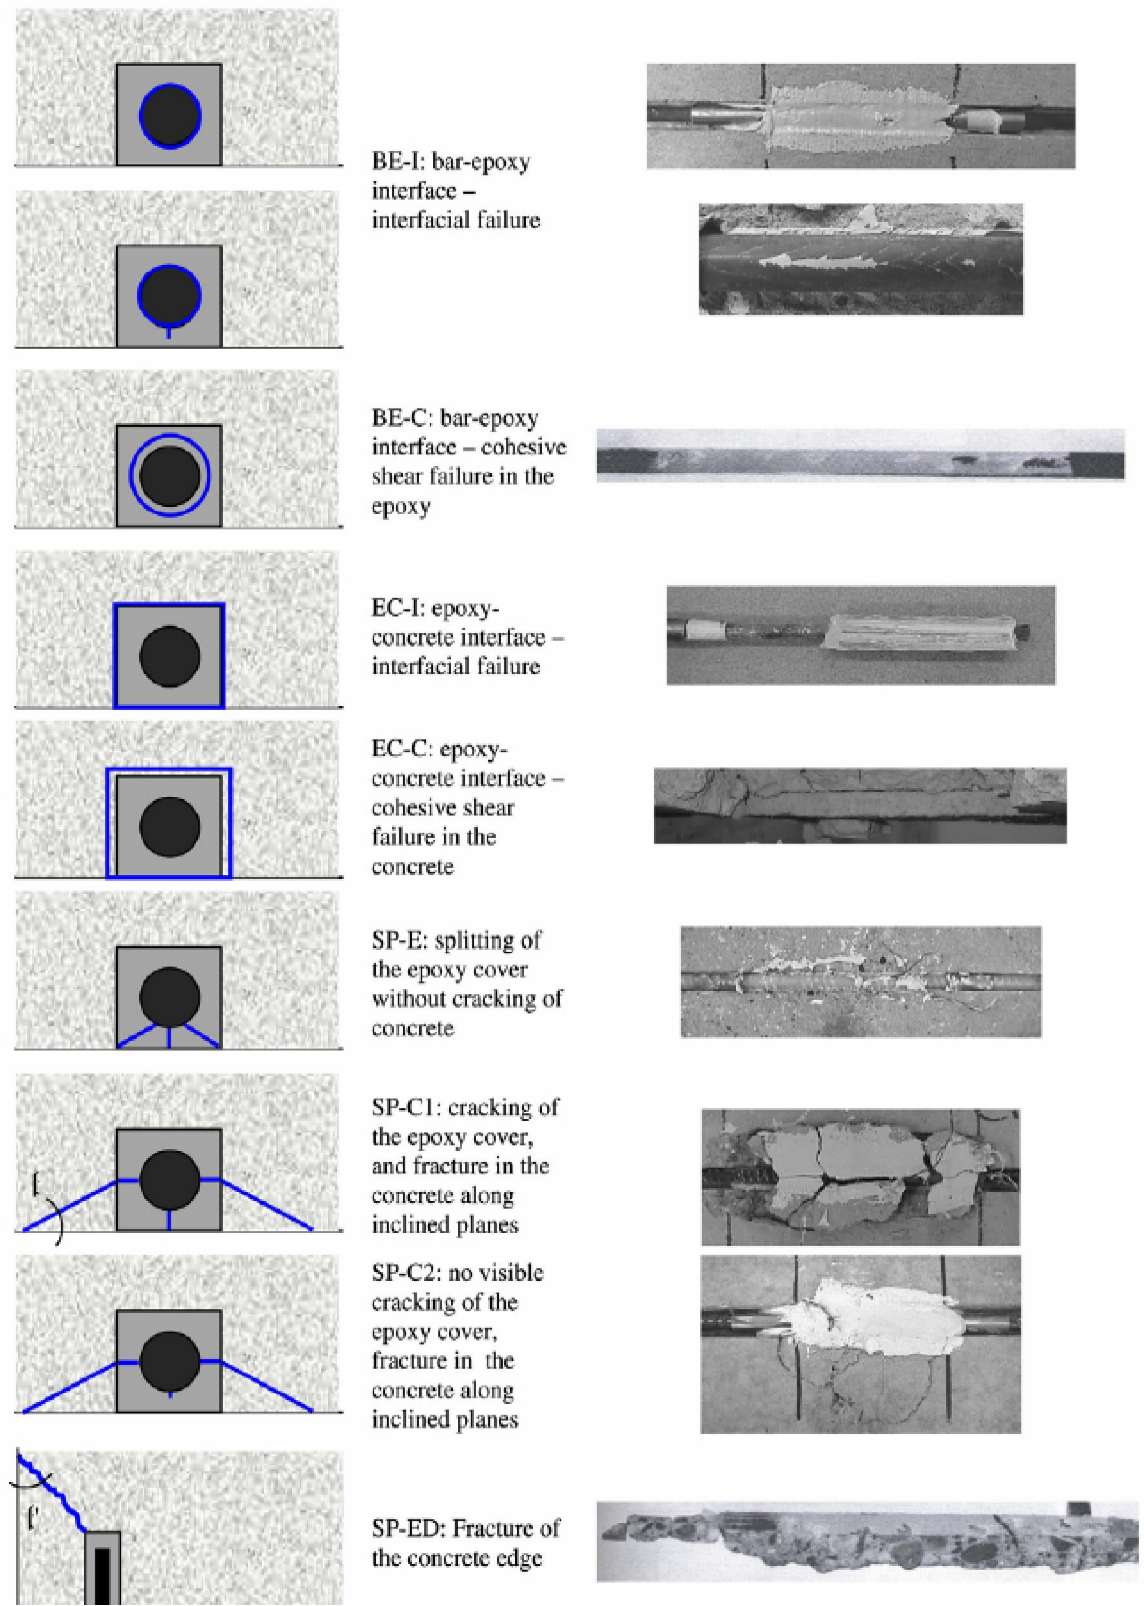 BE-I: bar-epoxy
interface –
interfacial failure
BE-C: bar-epoxy
interface – cohesive
shear failure in the
epoxy
EC-I: epoxy-
concrete interface –
interfacial failure
EC-C: epoxy-
concrete interface –
cohesive shear
failure in the
concrete
SP-E: splitting of
the epoxy cover
without cracking of
concrete
SP-C1: cracking of
the epoxy cover,
and fracture in the
concrete along
inclined planes
SP-C2: no visible
cracking of the
epoxy cover,
fracture in the
concrete along
inclined planes
SP-ED: Fracture of
the concrete edge